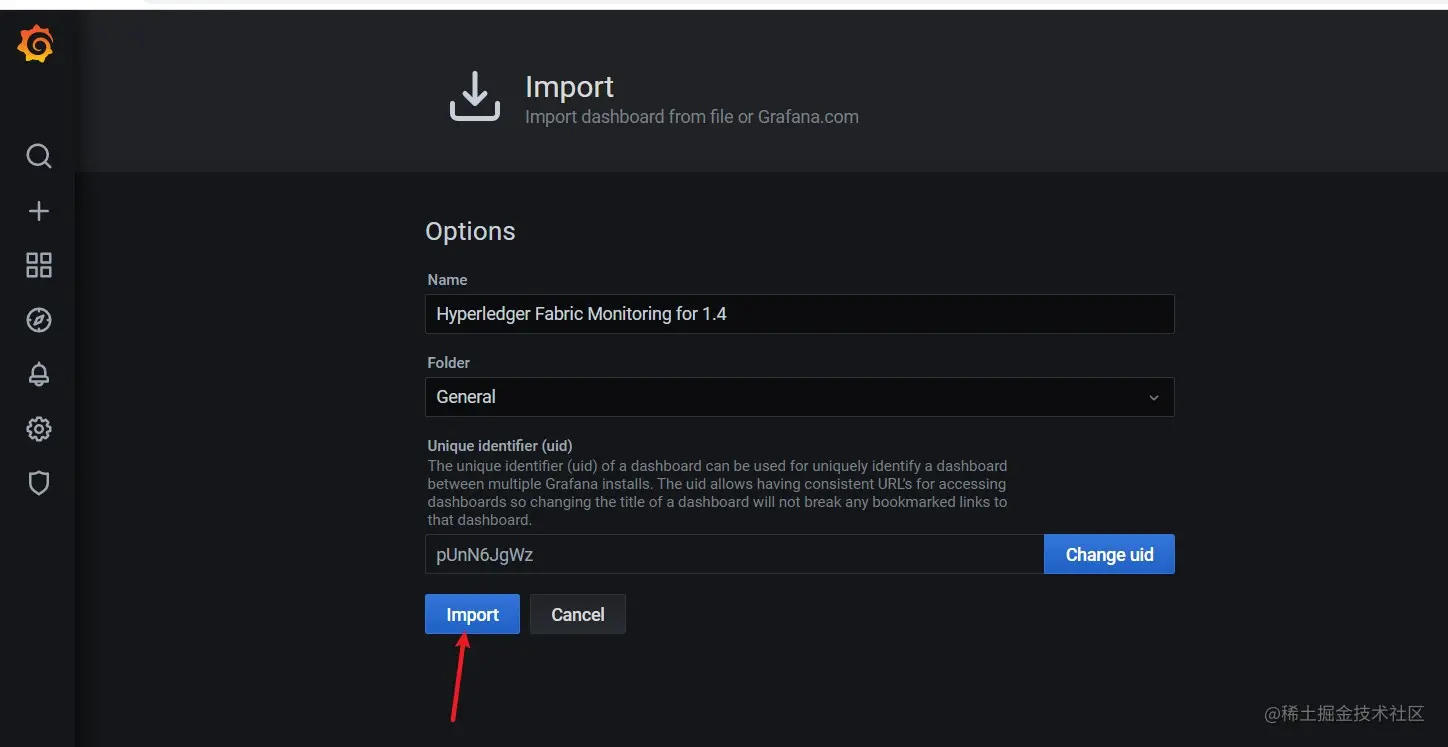 Import
Import dashboard from file or Grafana.com
Options
Name
Hyperledger Fabric Monitoring for 1.4
Folder
General
Unique identifier (uid)
The unique identifier (uid) of a dashboard can be used for uniquely identify a dashboard
between multiple Grafana installs. The uid allows having consistent URL's for accessing
dashboards so changing the title of a dashboard will not break any bookmarked links to
that dashboard.
pUnN6JgWz
Change uid
Import
Cancel
@稀土掘金技术社区